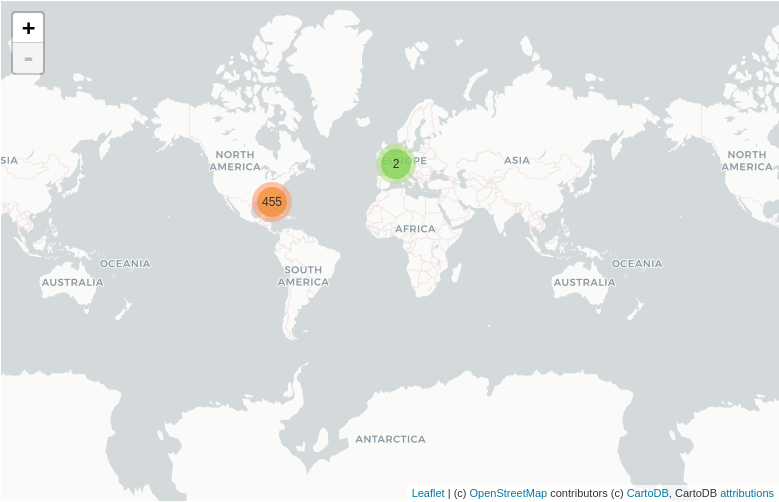 +
-
NORTH
AMERICA
455
SOUTH
AMERICA
2
AFRICA
SIA
ASIA
OCEANIA
AUSTRALIA
OCEANIA
AUSTRALIA
NORTH
AMERICA
ANTARCTICA
Leaflet | (c) OpenStreetMap contributors (c) CartoDB, CartoDB attributions